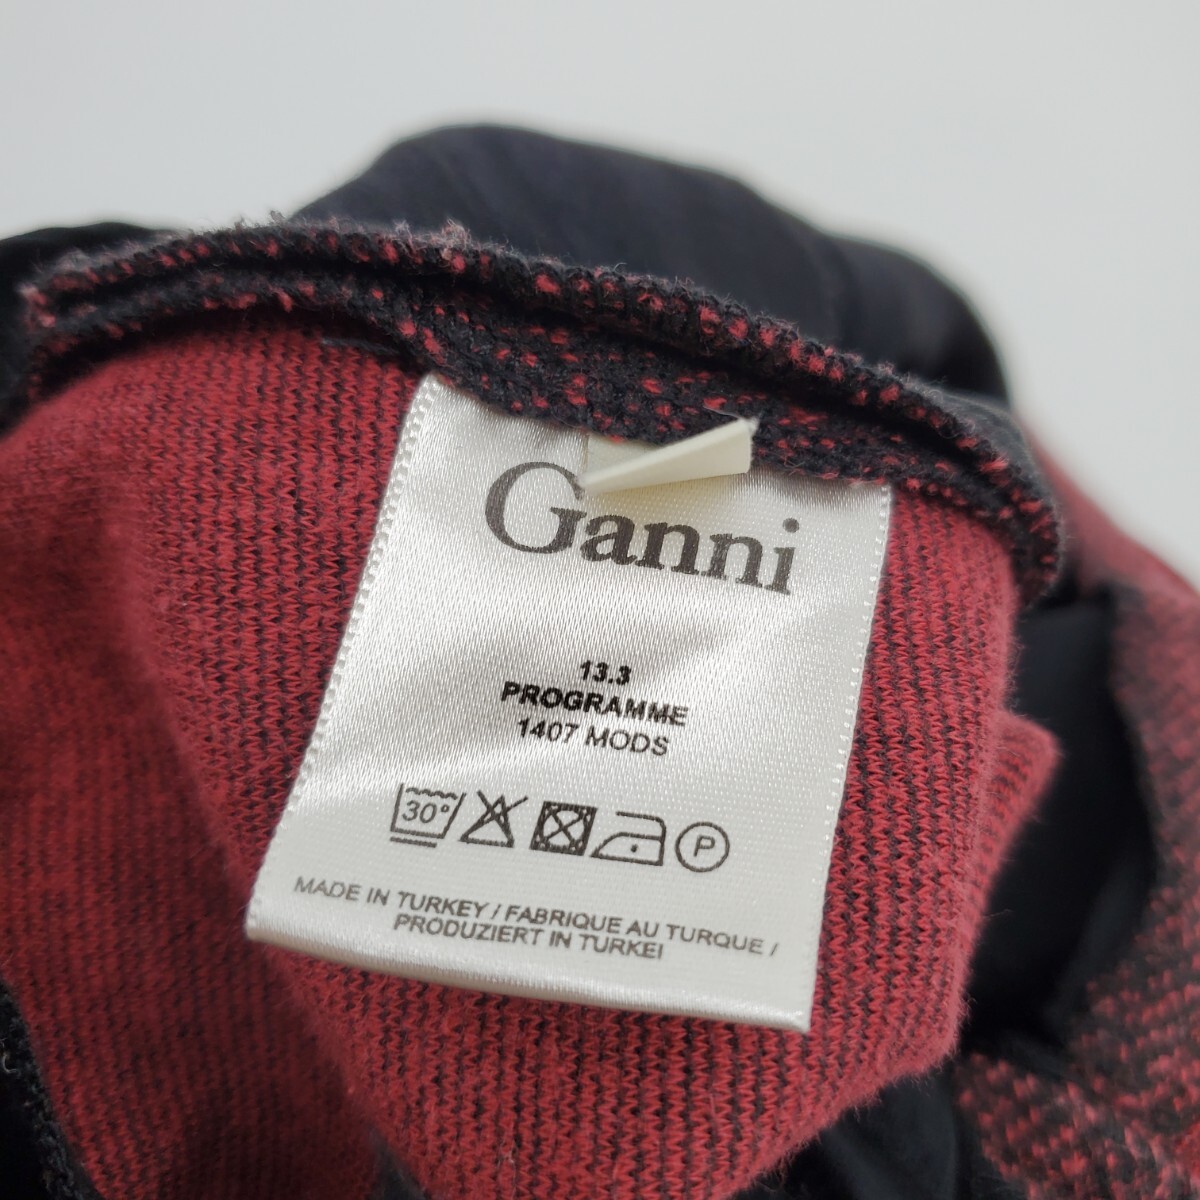 Ganni
13.3
PROGRAMME
1407 MODS
30° P
MADE IN TURKEY / FABRIQUE AU TURQUE /
PRODUZIERT IN TURKEI